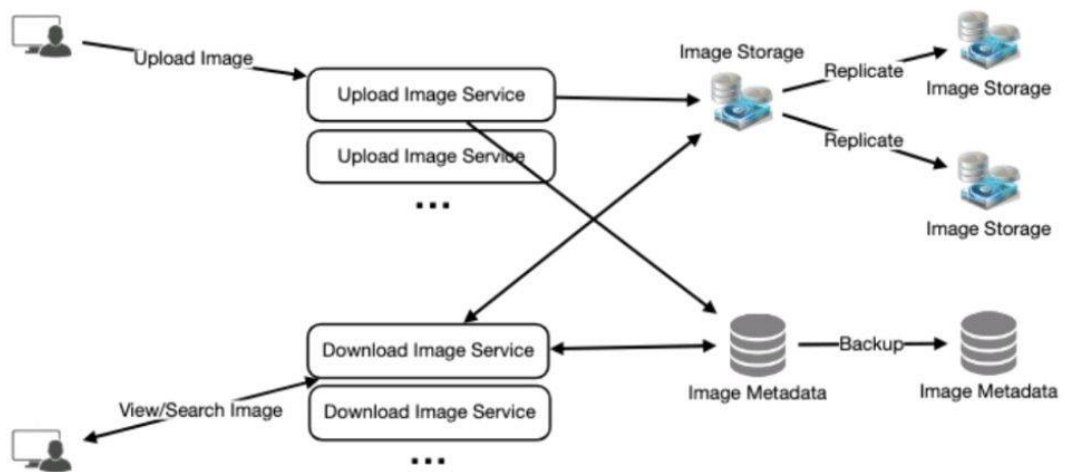 Upload Image
Upload Image Service
Upload Image Service
...
Image Storage
Replicate
Replicate
Image Storage
Image Storage
Download Image Service
Download Image Service
...
View/Search Image
Image Metadata
Backup
Image Metadata